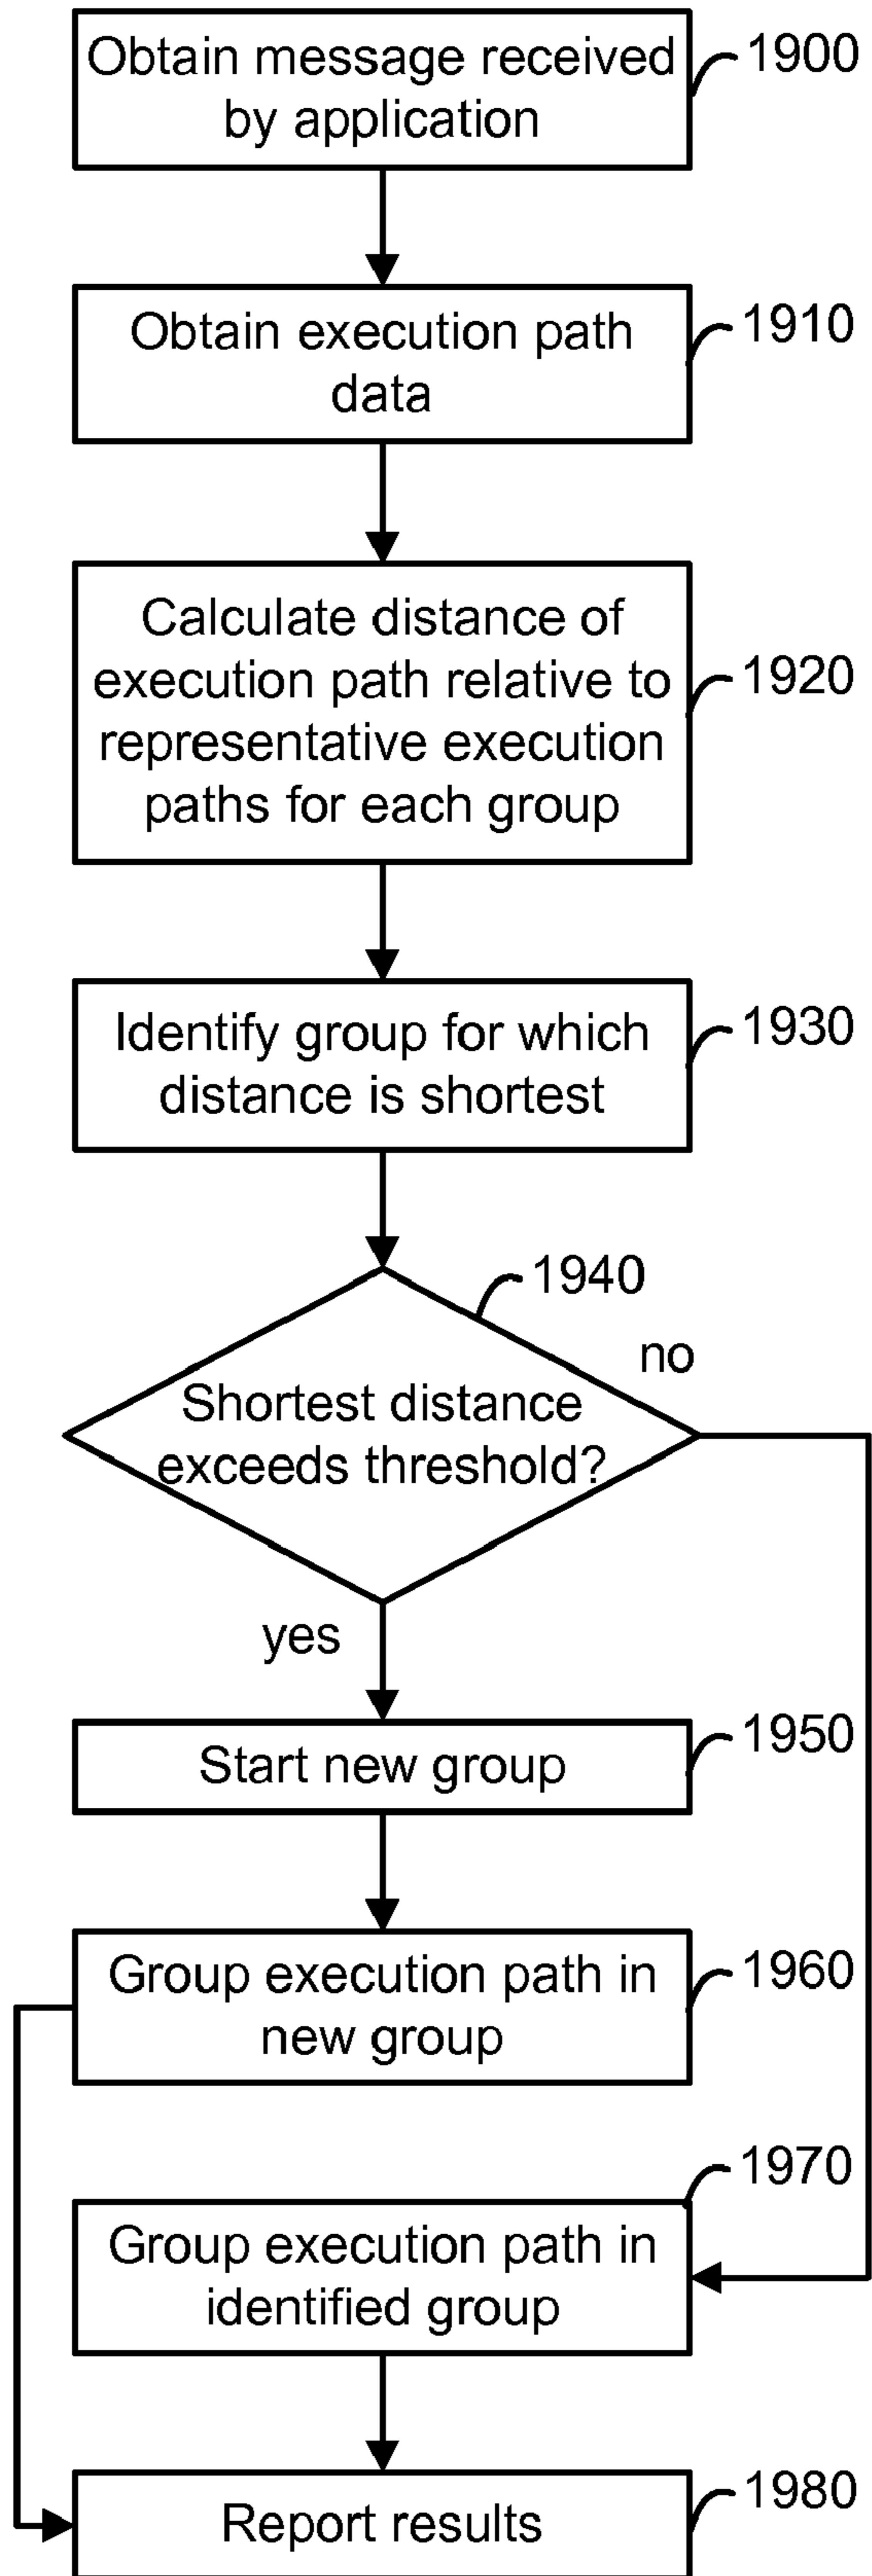 Obtain message received
by application
1900
Obtain execution path
data
1910
Calculate distance of
execution path relative to
representative execution
paths for each group
1920
Identify group for which
distance is shortest
1930
1940
no
Shortest distance
exceeds threshold?
yes
Start new group
1950
Group execution path in
new group
1960
1970
Group execution path in
identified group
Report results
1980